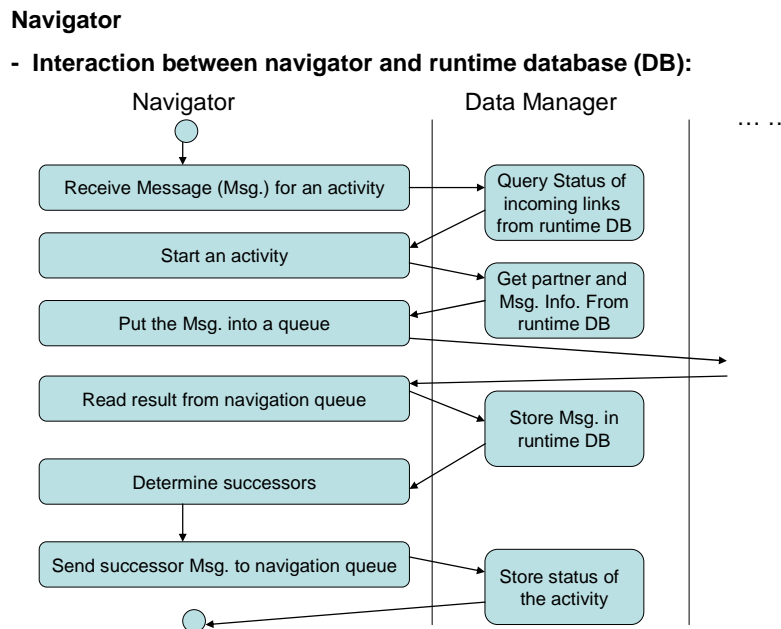 Navigator
- Interaction between navigator and runtime database (DB):
Navigator
Data Manager
... ..
Receive Message (Msg.) for an activity
Query Status of
incoming links
from runtime DB
Start an activity
Get partner and
Msg. Info. From
runtime DB
Put the Msg. into a queue
Read result from navigation queue
Store Msg. in
runtime DB
Determine successors
Send successor Msg. to navigation queue
Store status of
the activity